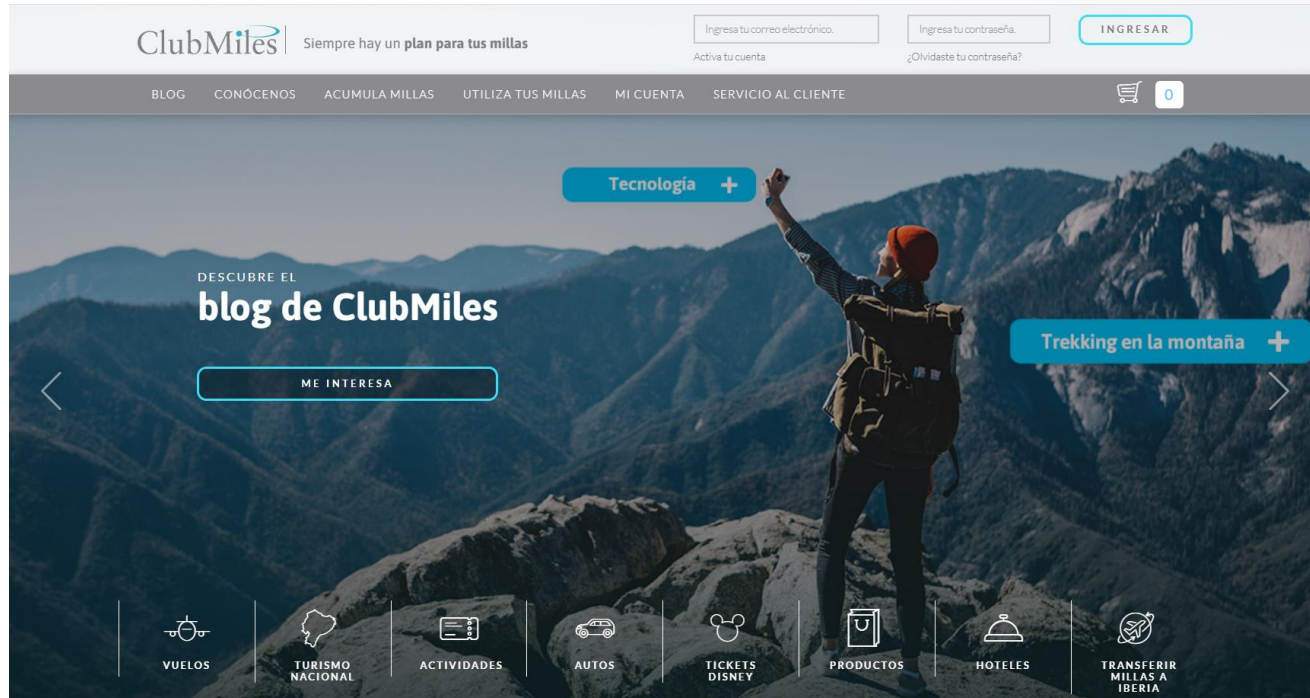 ClubMiles
Siempre hay un plan para tus millas
Ingresa tu correo electrónico.
Ingresa tu contraseña.
INGRESAR
Activa tu cuenta
¿Olvidaste tu contraseña?
BLOG CONÓCENOS ACUMULA MILLAS UTILIZA TUS MILLAS MI CUENTA SERVICIO AL CLIENTE
0
Tecnología +
DESCUBRE EL
blog de ClubMiles
Trekking en la montaña +
ME INTERESA
VUELOS
TURISMO
NACIONAL
ACTIVIDADES
AUTOS
TICKETS
DISNEY
PRODUCTOS
HOTELES
TRANSFERIR
MILLAS A
IBERIA